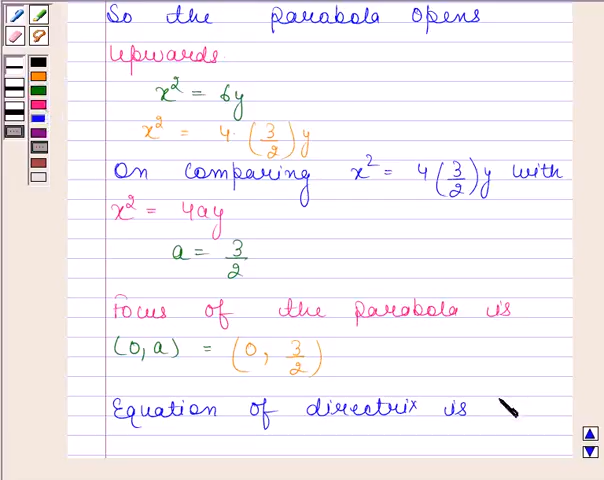 So the parabola opens
Upwards.
x² = 6y
x² = 4·(3/2)y
On comparing x² = 4(3/2)y with
x² = 4ay
a = 3/2
Focus of the parabola is
(0, a) = (0, 3/2)
Equation of directrix is